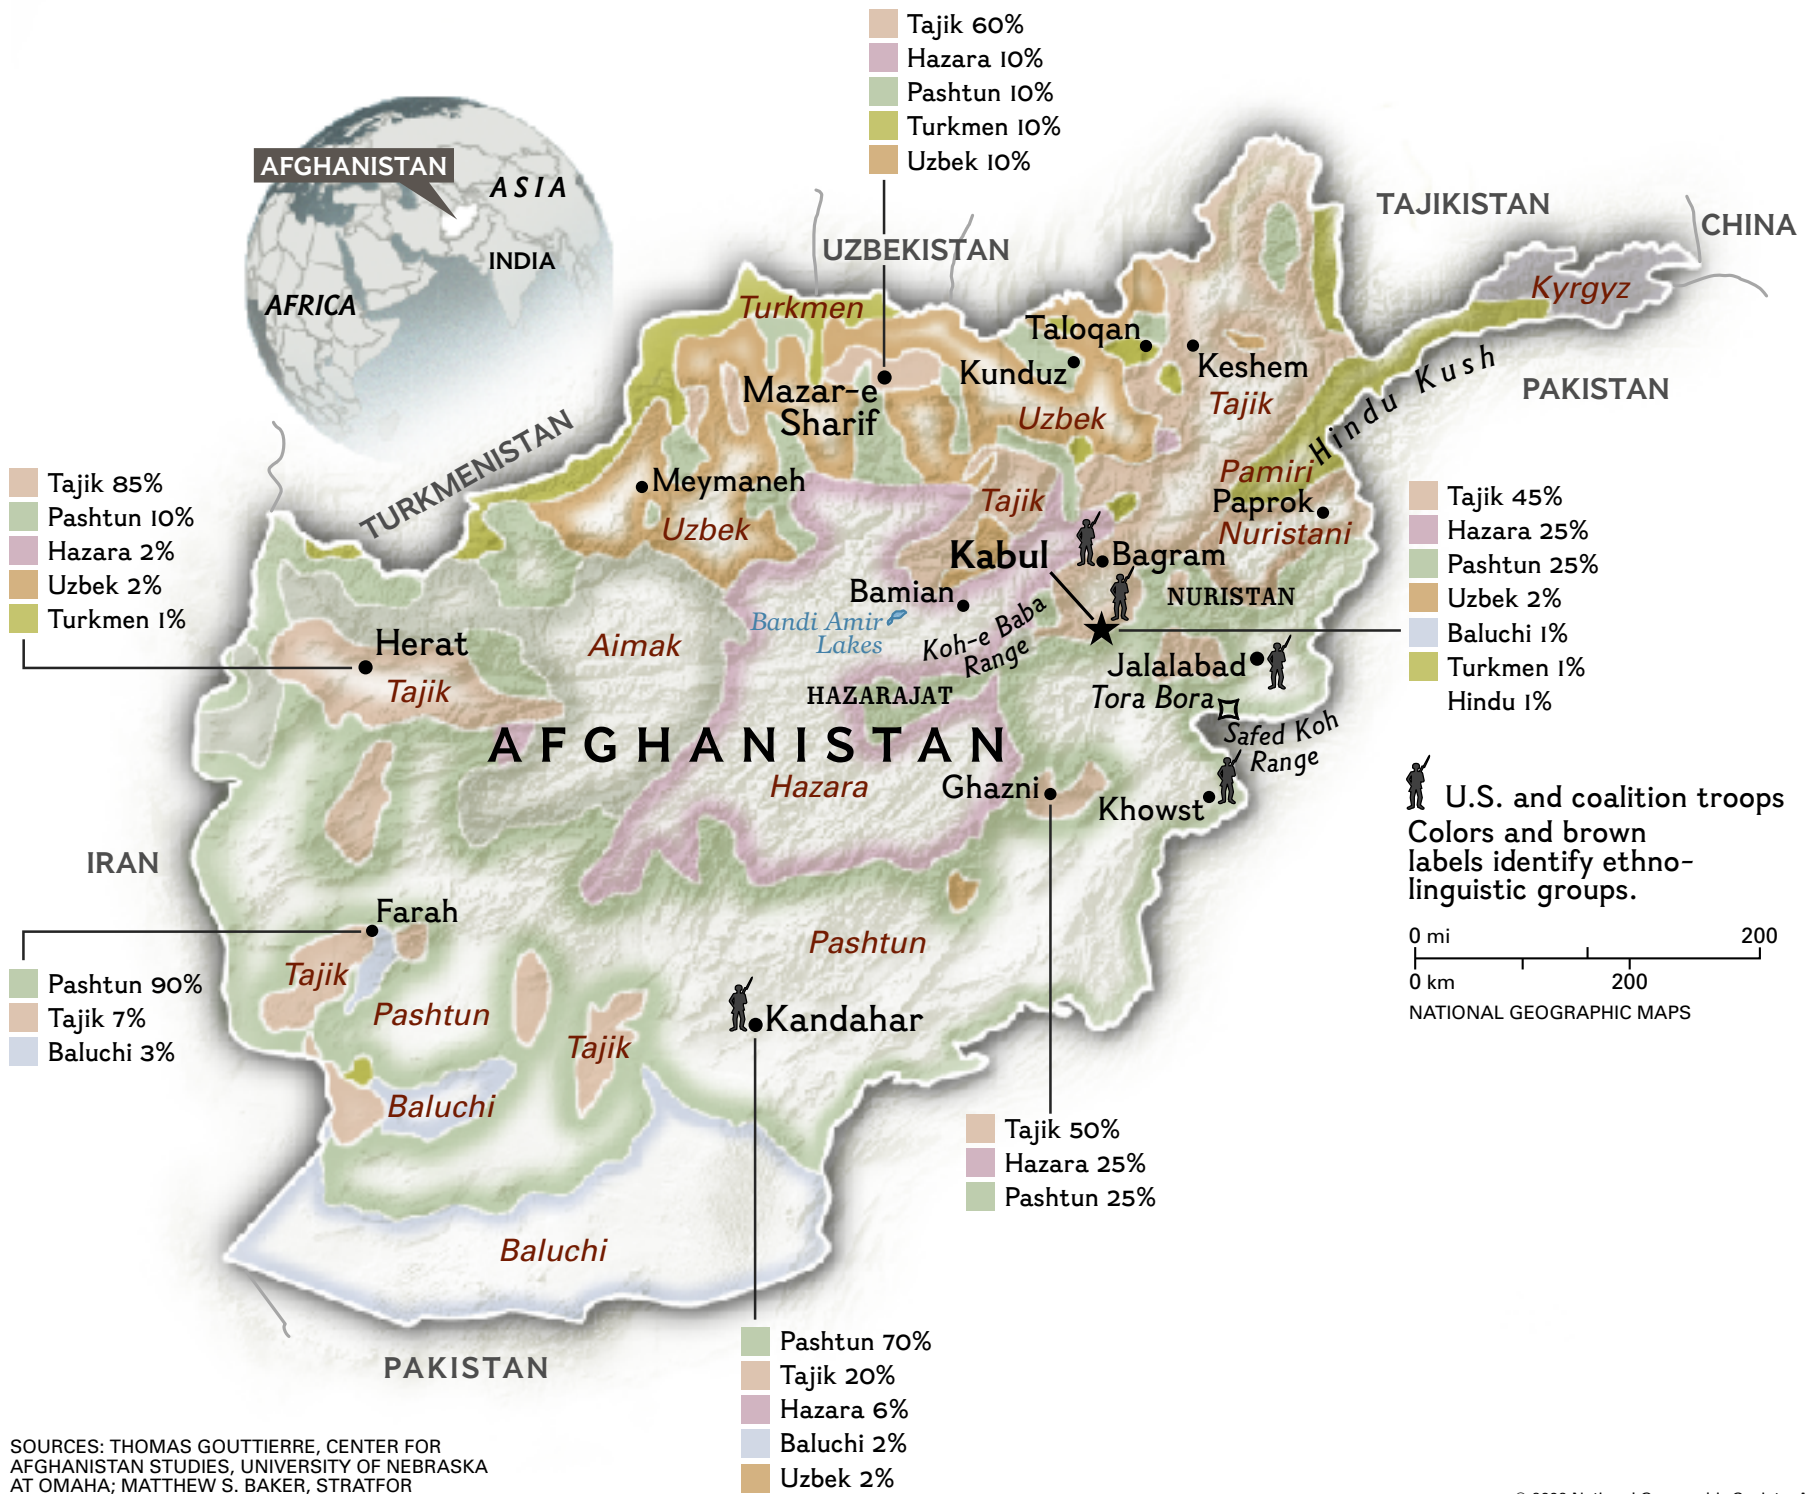 Tajik 60%
Hazara 10%
Pashtun 10%
Turkmen 10%
Uzbek 10%
AFGHANISTAN
ASIA
INDIA
AFRICA
TAJIKISTAN
CHINA
UZBEKISTAN
Kyrgyz
Turkmen
Taloqan
Keshem
Kunduz
Hindu Kush
PAKISTAN
Mazar-e
Sharif
Uzbek
Tajik
TURKMENISTAN
Tajik 85%
Pashtun 10%
Hazara 2%
Uzbek 2%
Turkmen 1%
Meymaneh
Uzbek
Tajik
Pamiri
Paprok
Nuristani
Tajik 45%
Hazara 25%
Pashtun 25%
Uzbek 2%
Baluchi 1%
Turkmen 1%
Hindu 1%
Kabul
Bagram
Bamian
NURISTAN
Bandi Amir
Lakes
Koh-e Baba
Range
Herat
Aimak
Tajik
HAZARAJAT
Jalalabad
Tora Bora
Safed Koh
Range
AFGHANISTAN
Hazara
Ghazni
Khowst
U.S. and coalition troops
Colors and brown
labels identify ethno-
linguistic groups.
0 mi 200
0 km 200
NATIONAL GEOGRAPHIC MAPS
IRAN
Farah
Pashtun 90%
Tajik 7%
Baluchi 3%
Tajik
Pashtun
Pashtun
Kandahar
Tajik
Baluchi
Tajik 50%
Hazara 25%
Pashtun 25%
Baluchi
PAKISTAN
Pashtun 70%
Tajik 20%
Hazara 6%
Baluchi 2%
Uzbek 2%
SOURCES: THOMAS GOUTTIERRE, CENTER FOR
AFGHANISTAN STUDIES, UNIVERSITY OF NEBRASKA
AT OMAHA; MATTHEW S. BAKER, STRATFOR